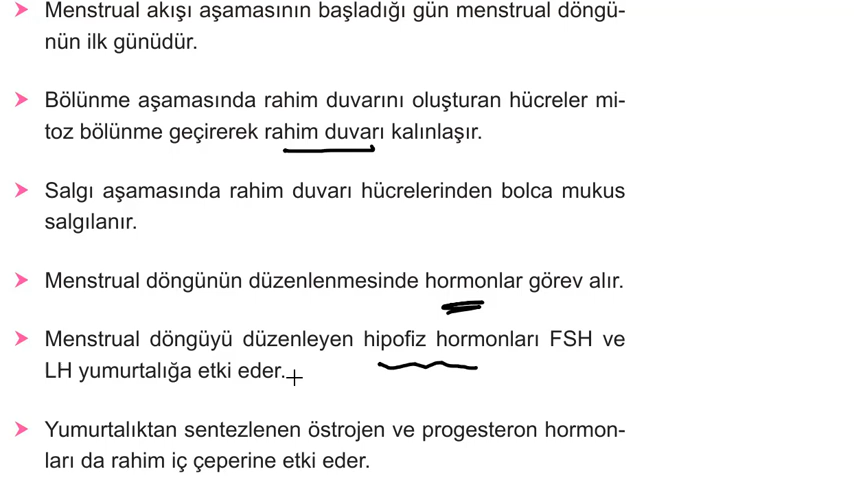 Menstrual akışı aşamasının başladığı gün menstrual döngü-
nün ilk günüdür.
Bölünme aşamasında rahim duvarını oluşturan hücreler mi-
toz bölünme geçirerek rahim duvarı kalınlaşır.
Salgı aşamasında rahim duvarı hücrelerinden bolca mukus
salgılanır.
Menstrual döngünün düzenlenmesinde hormonlar görev alır.
Menstrual döngüyü düzenleyen hipofiz hormonları FSH ve
LH yumurtalığa etki eder.
Yumurtalıktan sentezlenen östrojen ve progesteron hormon-
ları da rahim iç çeperine etki eder.